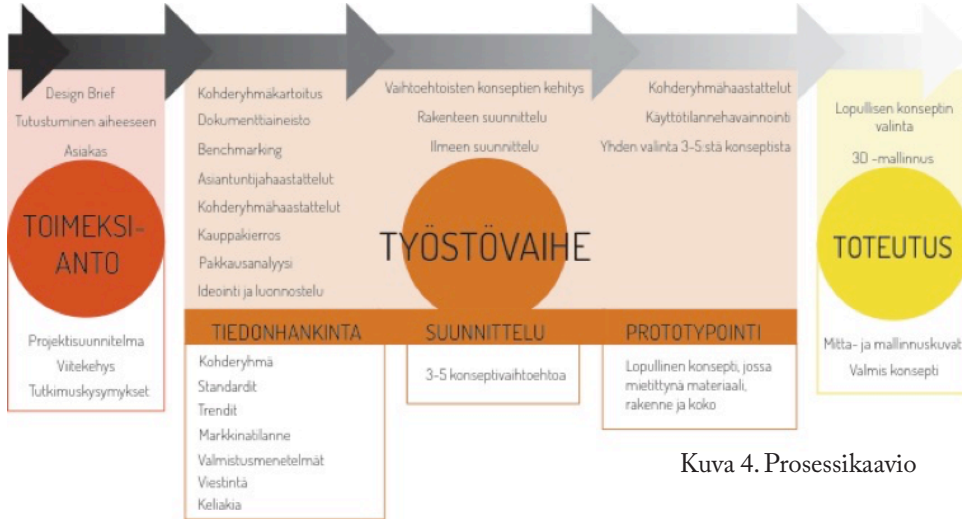 Design Brief
Tutustuminen aiheeseen
Asiakas
TOIMEKSI-
ANTO
Projektisuunnitelma
Viitekehys
Tutkimuskysymykset
Kohderyhmäkartoitus
Dokumenttiaineisto
Benchmarking
Asiantuntijahaastattelut
Kohderyhmähaastattelut
Kauppakierros
Pakkausanalyysi
Ideointi ja luonnostelu
Vaihtoehtoisten konseptien kehitys
Rakenteen suunnittelu
Ilmeen suunnittelu
Kohderyhmähaastattelut
Käyttötilannehavainnointi
Yhden valinta 3-5:stä konseptista
TYÖSTÖVAIHE
TIEDONHANKINTA
Kohderyhmä
Standardit
Trendit
Markkinatilanne
Valmistusmenetelmät
Viestintä
Keliakia
SUUNNITTELU
3-5 konseptivaihtoehtoa
PROTOTYPOINTI
Lopullinen konsepti, jossa
mietittynä materiaali,
rakenne ja koko
Lopullisen konseptin
valinta
3D -mallinnus
TOTEUTUS
Mitta- ja mallinnuskuvat
Valmis konsepti
Kuva 4. Prosessikaavio